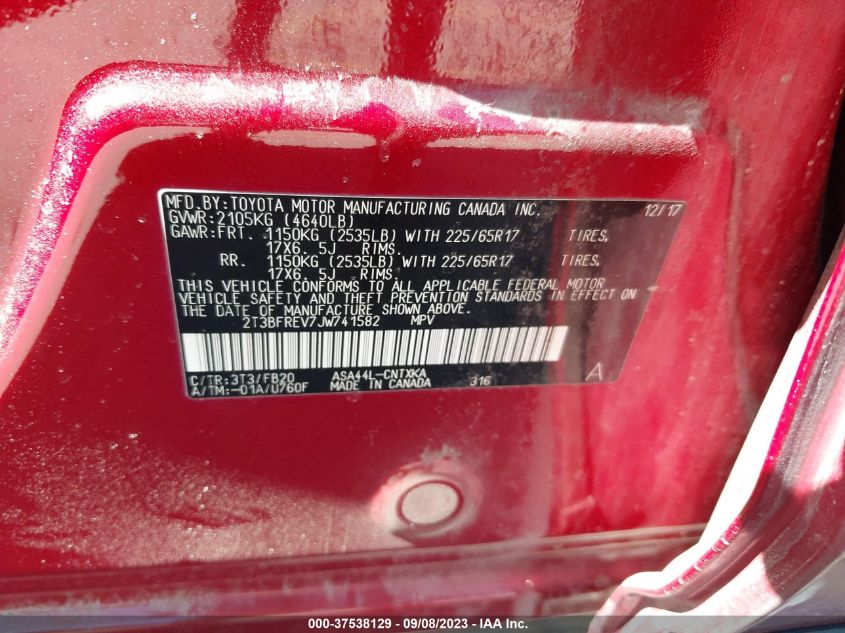 MFD.BY:TOYOTA MOTOR MANUFACTURING CANADA INC. 12/17
GVWR:2105KG (4640LB)
GAWR:FRT. 1150KG (2535LB) WITH 225/65R17 TIRES,
17X6.5J RIMS.
RR. 1150KG (2535LB) WITH 225/65R17 TIRES,
17X6.5J RIMS.
THIS VEHICLE CONFORMS TO ALL APPLICABLE FEDERAL MOTOR
VEHICLE SAFETY AND THEFT PREVENTION STANDARDS IN EFFECT ON
THE DATE OF MANUFACTURE SHOWN ABOVE.
2T3BFREV7JW741582 MPV
C/TR:3T3/FB20 ASA44L-CNTXKA
A/TM:-01A/U760F MADE IN CANADA 316 A
000-37538129 - 09/08/2023 - IAA Inc.